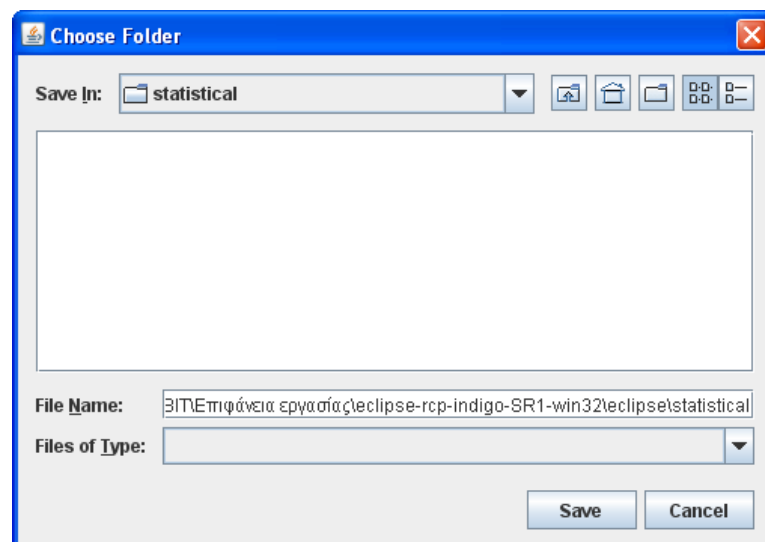 Choose Folder
Save In: statistical
File Name: BIT\Επιφάνεια εργασίας\eclipse-rcp-indigo-SR1-win32\eclipse\statistical
Files of Type:
Save Cancel